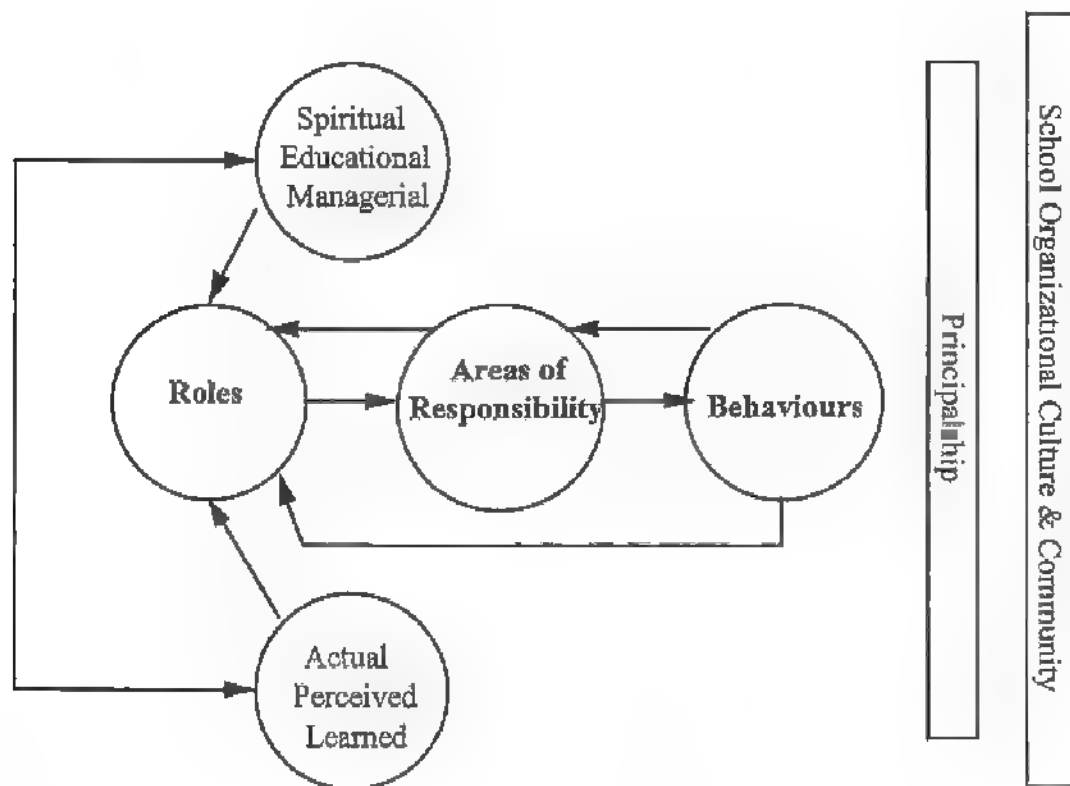 Spiritual
Educational
Managerial
Roles
Areas of
Responsibility
Behaviours
Actual
Perceived
Learned
Principalship
School Organizational Culture & Community